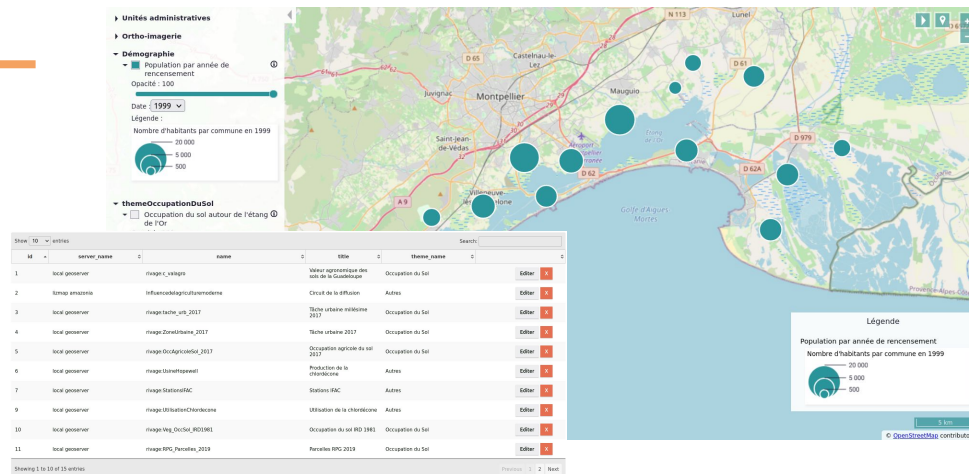 Unités administratives
Ortho-imagerie
Démographie
Population par année de
rencensement
Opacité : 100
Date : 1999
Légende :
Nombre d'habitants par commune en 1999
20 000
5 000
500
themeOccupationDuSol
Occupation du sol autour de l'étang
de l'Or
N 113
Lunel
D 65
Castelnau-le-
Lez
D 61
Juvignac
Montpellier
Mauguio
Saint-Jean-
de-Védas
D 979
D 62
D 62A
A 9
Golfe d'Aigues
Mortes
Show 10 entries
Search:
id server_name name title theme_name
1 local geoserver rivage:c_valagro Valeur agronomique des sols de la Guadeloupe Occupation du Sol Editer X
2 lizmap amazonia Influencedelagriculturemoderne Circuit de la diffusion Autres Editer X
3 local geoserver rivage:tache_urb_2017 Tâche urbaine millésime 2017 Occupation du Sol Editer X
4 local geoserver rivage:ZoneUrbaine_2017 Tâche urbaine 2017 Occupation du Sol Editer X
5 local geoserver rivage:OccAgricoleSol_2017 Occupation agricole du sol 2017 Occupation du Sol Editer X
6 local geoserver rivage:UsineHopewell Production de la chlordécone Autres Editer X
7 local geoserver rivage:StationsIFAC Stations IFAC Autres Editer X
9 local geoserver rivage:UtilisationChlordecone Utilisation de la chlordécone Autres Editer X
10 local geoserver rivage:Veg_OccSol_IRD1981 Occupation du sol IRD 1981 Occupation du Sol Editer X
11 local geoserver rivage:RPG_Parcelles_2019 Parcelles RPG 2019 Occupation du Sol Editer X
Showing 1 to 10 of 15 entries
Previous 1 2 Next
Légende
Population par année de rencensement
Nombre d'habitants par commune en 1999
20 000
5 000
500
5 km
© OpenStreetMap